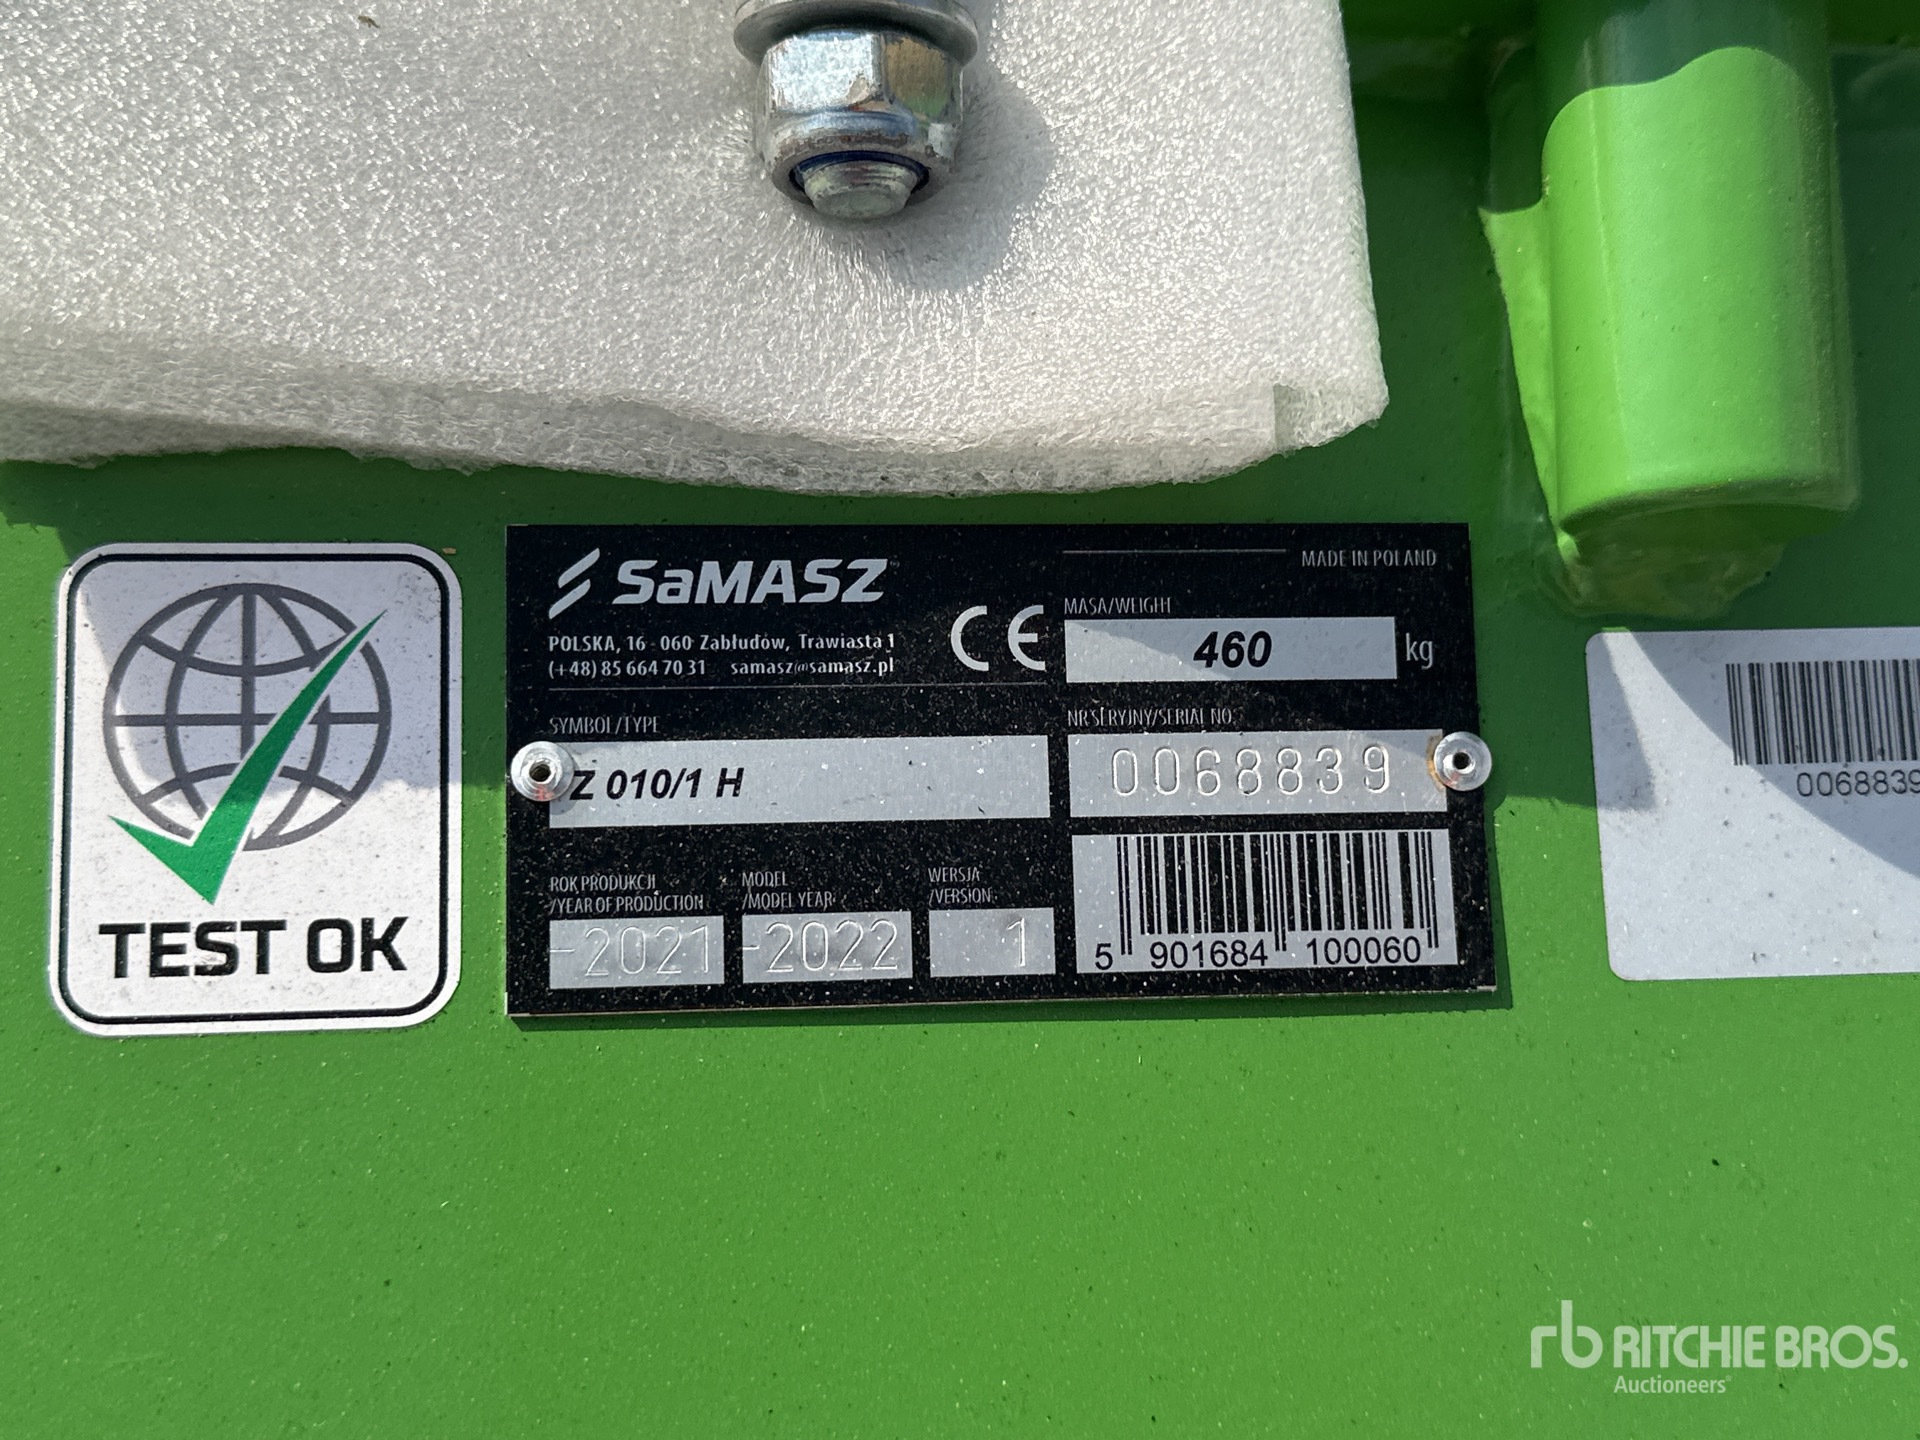 TEST OK
SaMASZ
POLSKA, 16-060 Zabłudów, Trawiasta 1
(+48) 85 664 70 31 samasz@samasz.pl
CE
MADE IN POLAND
MASA/WEIGHT
460 kg
SYMBOL/TYPE
Z 010/1 H
NR SERYJNY/SERIAL NO.
0068839
ROK PRODUKCJI
/YEAR OF PRODUCTION
-2021
MODEL
/MODEL YEAR
-2022
WERSJA
/VERSION
1
5 901684 100060
0068839
rb RITCHIE BROS.
Auctioneers